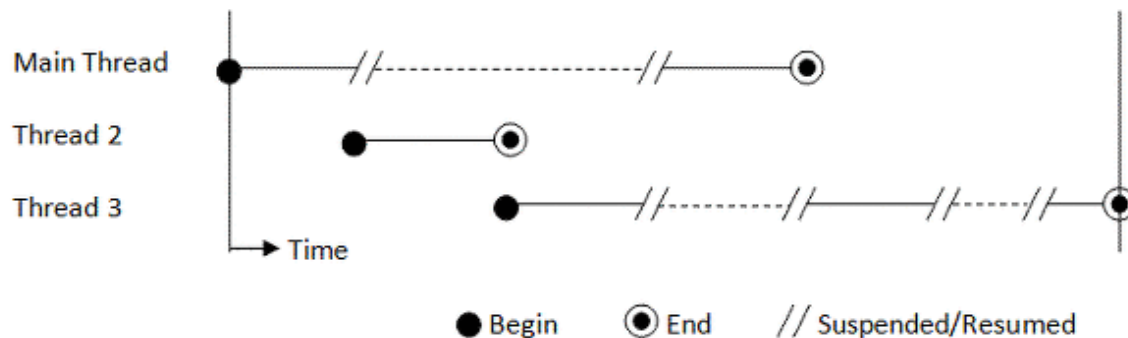 Main Thread
Thread 2
Thread 3
Time
Begin End Suspended/Resumed